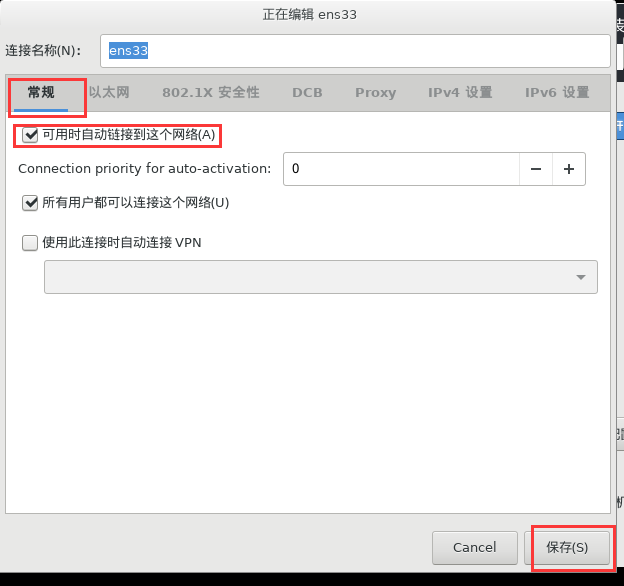 正在编辑 ens33
连接名称(N)： ens33
常规 以太网 802.1X 安全性 DCB Proxy IPv4 设置 IPv6 设置
可用时自动链接到这个网络(A)
Connection priority for auto-activation: 0 − +
所有用户都可以连接这个网络(U)
使用此连接时自动连接 VPN
Cancel 保存(S)